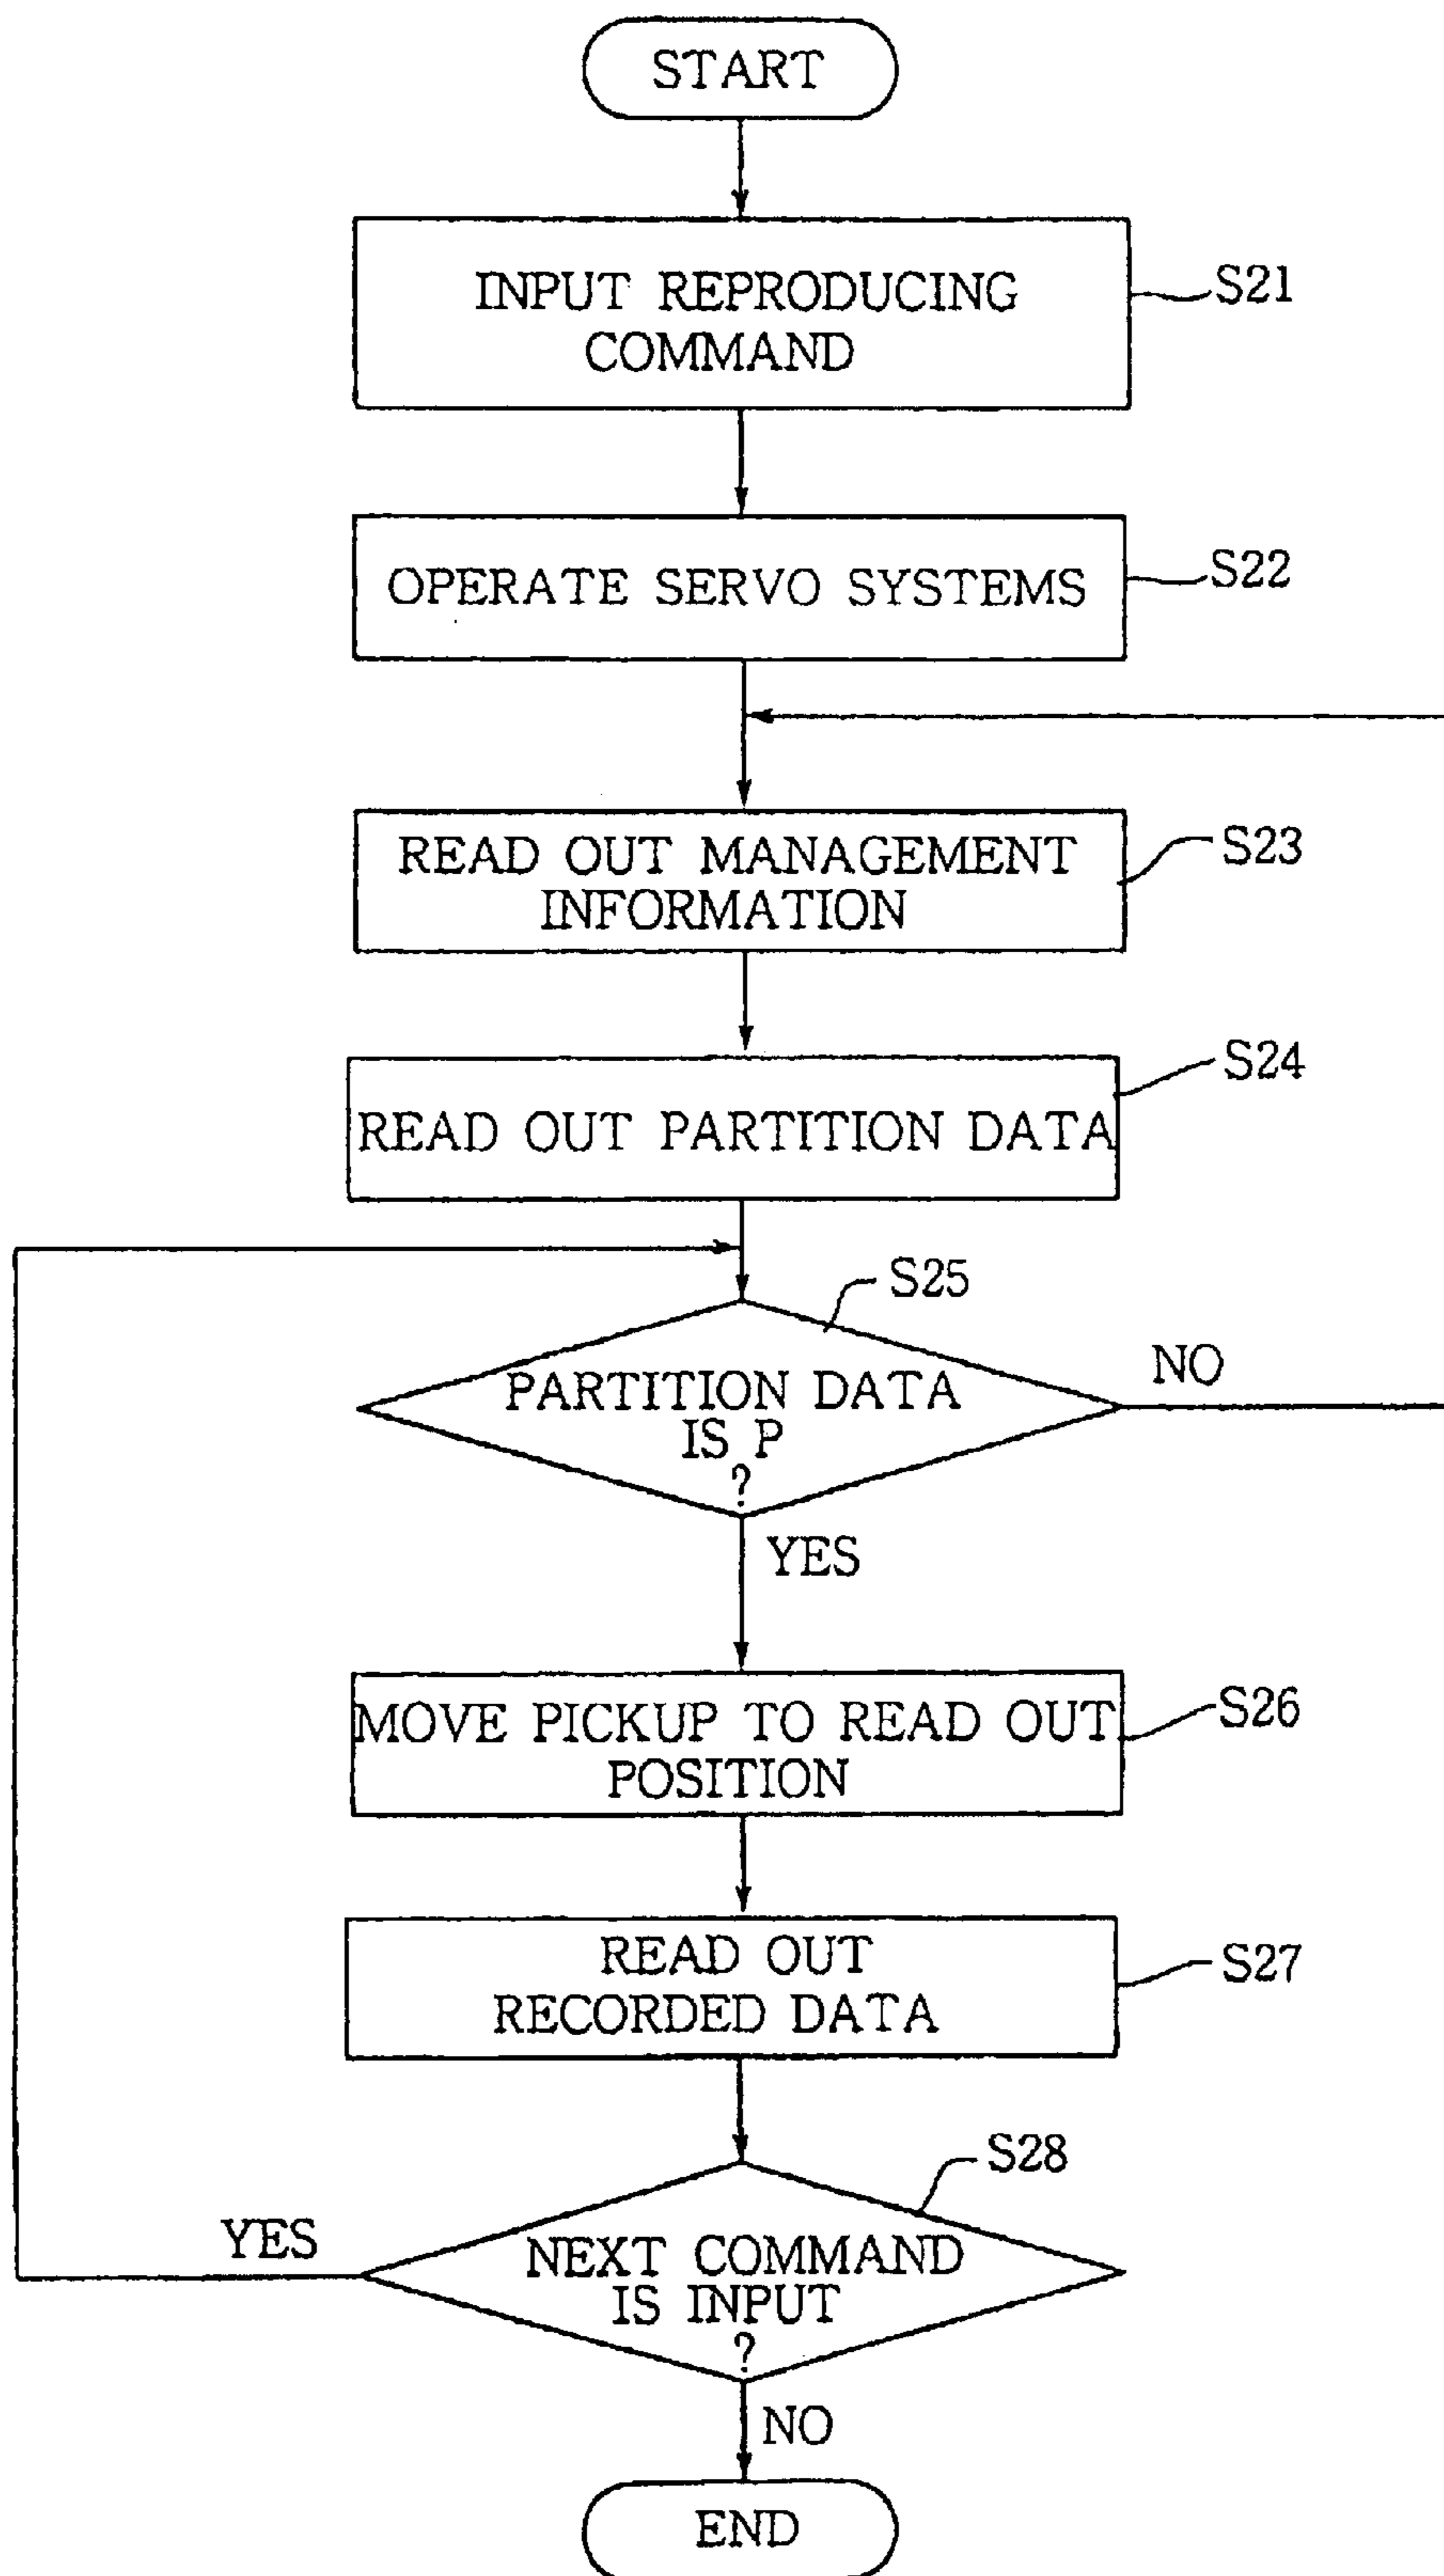 START
INPUT REPRODUCING
COMMAND
S21
OPERATE SERVO SYSTEMS
S22
READ OUT MANAGEMENT
INFORMATION
S23
READ OUT PARTITION DATA
S24
S25
PARTITION DATA
IS P
?
NO
YES
MOVE PICKUP TO READ OUT
POSITION
S26
READ OUT
RECORDED DATA
S27
S28
YES
NEXT COMMAND
IS INPUT
?
NO
END